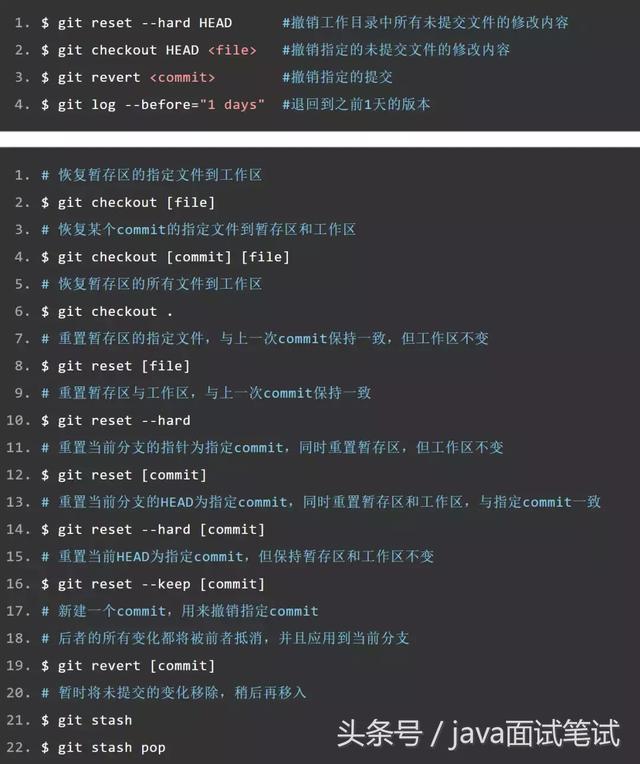 1. $ git reset --hard HEAD #撤销工作目录中所有未提交文件的修改内容
2. $ git checkout HEAD <file> #撤销指定的未提交文件的修改内容
3. $ git revert <commit> #撤销指定的提交
4. $ git log --before="1 days" #退回到之前1天的版本
1. # 恢复暂存区的指定文件到工作区
2. $ git checkout [file]
3. # 恢复某个commit的指定文件到暂存区和工作区
4. $ git checkout [commit] [file]
5. # 恢复暂存区的所有文件到工作区
6. $ git checkout .
7. # 重置暂存区的指定文件，与上一次commit保持一致，但工作区不变
8. $ git reset [file]
9. # 重置暂存区与工作区，与上一次commit保持一致
10. $ git reset --hard
11. # 重置当前分支的指针为指定commit，同时重置暂存区，但工作区不变
12. $ git reset [commit]
13. # 重置当前分支的HEAD为指定commit，同时重置暂存区和工作区，与指定commit一致
14. $ git reset --hard [commit]
15. # 重置当前HEAD为指定commit，但保持暂存区和工作区不变
16. $ git reset --keep [commit]
17. # 新建一个commit，用来撤销指定commit
18. # 后者的所有变化都将被前者抵消，并且应用到当前分支
19. $ git revert [commit]
20. # 暂时将未提交的变化移除，稍后再移入
21. $ git stash
22. $ git stash pop
头条号 / java面试笔试